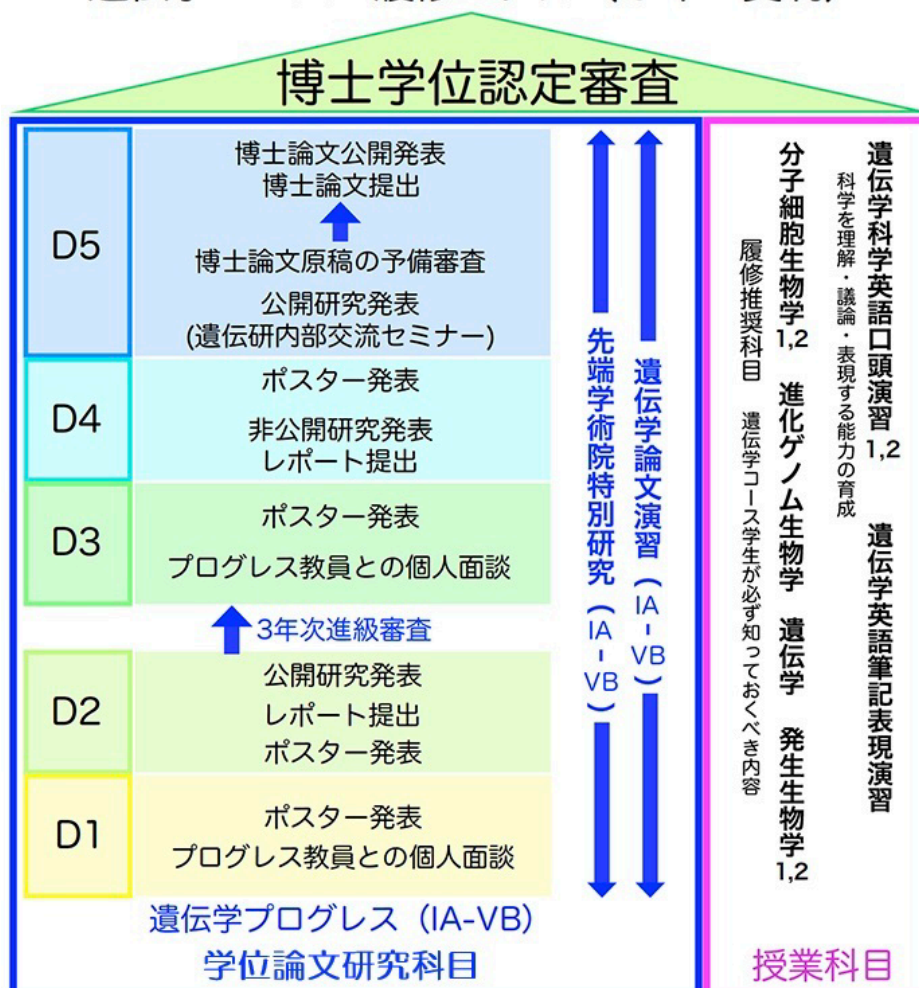 博士学位認定審査
D5
博士論文公開発表
博士論文提出
博士論文原稿の予備審査
公開研究発表
(遺伝研内部交流セミナー)
D4
ポスター発表
非公開研究発表
レポート提出
D3
ポスター発表
プログレス教員との個人面談
3年次進級審査
D2
公開研究発表
レポート提出
ポスター発表
D1
ポスター発表
プログレス教員との個人面談
遺伝学プログレス（IA-VB）
学位論文研究科目
先端学術院特別研究（IA-VB）
遺伝学論文演習（IA-VB）
遺伝学科学英語口頭演習 1,2　遺伝学英語筆記表現演習
科学を理解・議論・表現する能力の育成
分子細胞生物学 1,2　進化ゲノム生物学　遺伝学　発生生物学 1,2
履修推奨科目　遺伝学コース学生が必ず知っておくべき内容
授業科目